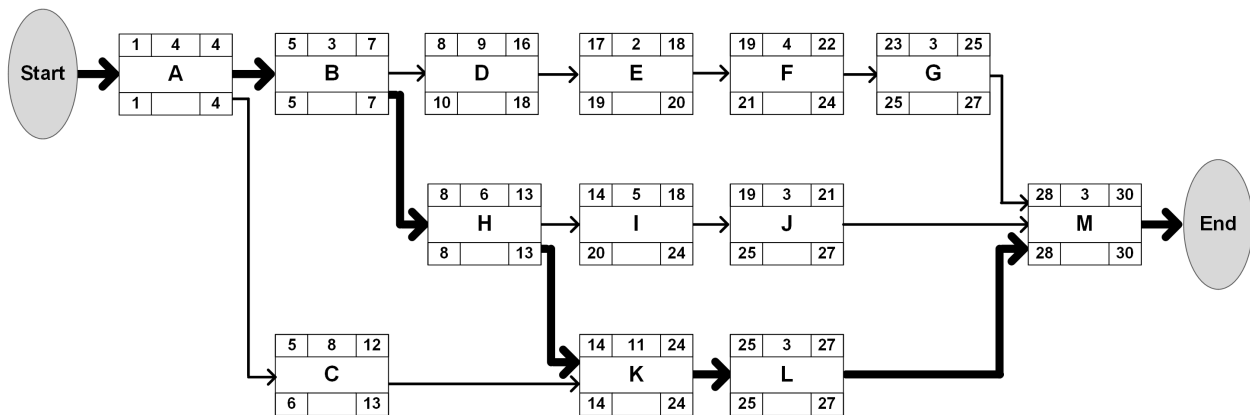 Start
1 4 4
A
1 4
5 3 7
B
5 7
8 9 16
D
10 18
17 2 18
E
19 20
19 4 22
F
21 24
23 3 25
G
25 27
8 6 13
H
8 13
14 5 18
I
20 24
19 3 21
J
25 27
28 3 30
M
28 30
End
5 8 12
C
6 13
14 11 24
K
14 24
25 3 27
L
25 27